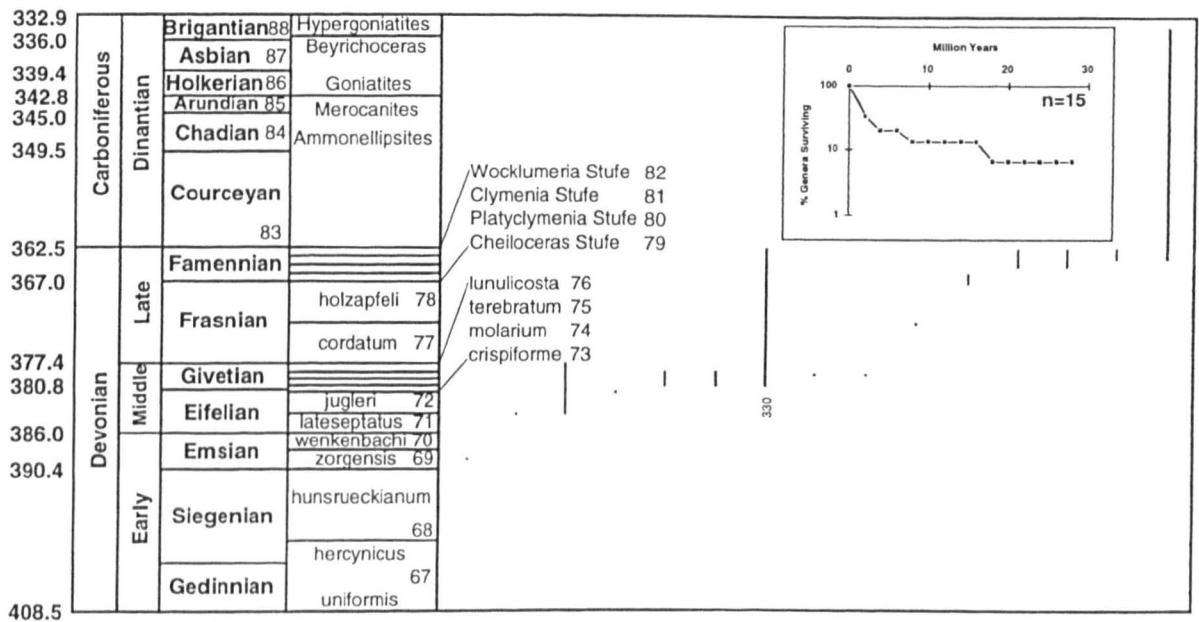 332.9
336.0
339.4
342.8
345.0
349.5
362.5
367.0
377.4
380.8
386.0
390.4
408.5
Carboniferous
Devonian
Dinantian
Late
Middle
Early
Brigantian 88
Asbian 87
Holkerian 86
Arundian 85
Chadian 84
Courceyan
83
Famennian
Frasnian
Givetian
Eifelian
Emsian
Siegenian
Gedinnian
Hypergoniatites
Beyrichoceras
Goniatites
Merocanites
Ammonellipsites
holzapfeli 78
cordatum 77
jugleri 72
lateseptatus 71
wenkenbachi 70
zorgensis 69
hunsrueckianum
68
hercynicus
67
uniformis
Wocklumeria Stufe 82
Clymenia Stufe 81
Platyclymenia Stufe 80
Cheiloceras Stufe 79
lunulicosta 76
terebratum 75
molarium 74
crispiforme 73
330
Million Years
0 10 20 30
100
10
1
% Genera Surviving
n=15